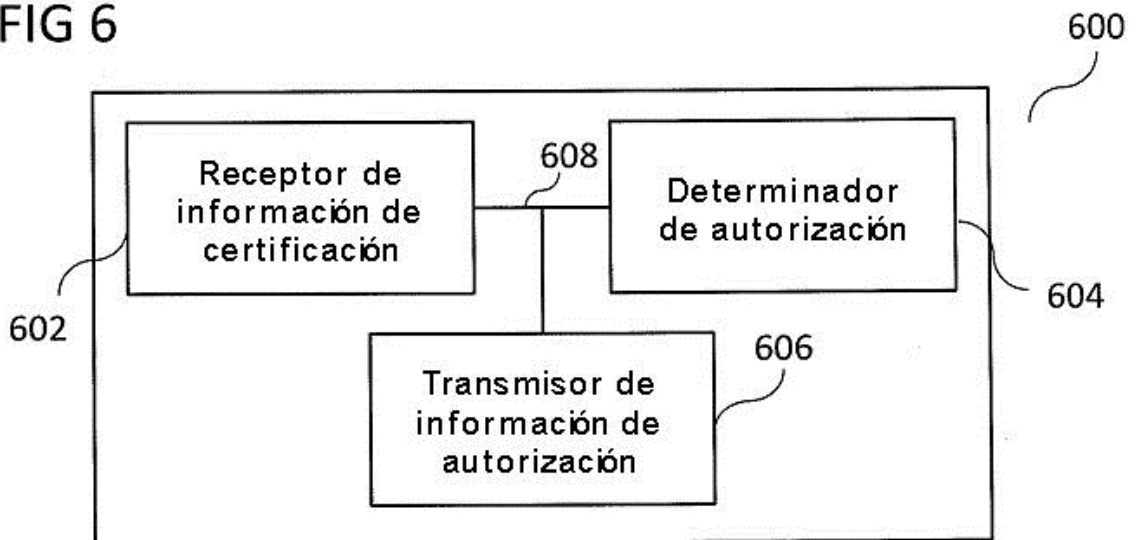 FIG 6
600
Receptor de
información de
certificación
608
Determinador
de autorización
602
604
606
Transmisor de
información de
autorización